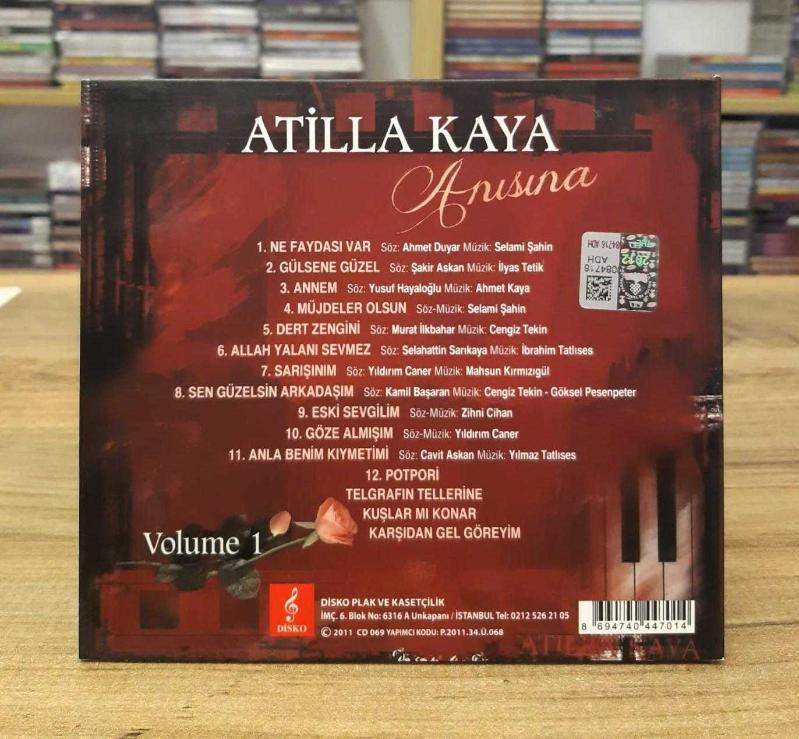 ATİLLA KAYA
Anısına
1. NE FAYDASI VAR Söz: Ahmet Duyar Müzik: Selami Şahin
2. GÜLSENE GÜZEL Söz: Şakir Askan Müzik: İlyas Tetik
3. ANNEM Söz: Yusuf Hayaloğlu Müzik: Ahmet Kaya
4. MÜJDELER OLSUN Söz-Müzik: Selami Şahin
5. DERT ZENGİNİ Söz: Murat İlkbahar Müzik: Cengiz Tekin
6. ALLAH YALANI SEVMEZ Söz: Selahattin Sarıkaya Müzik: İbrahim Tatlıses
7. SARIŞINIM Söz: Yıldırım Caner Müzik: Mahsun Kırmızıgül
8. SEN GÜZELSİN ARKADAŞIM Söz: Kamil Başaran Müzik: Cengiz Tekin - Göksel Pesenpeter
9. ESKİ SEVGİLİM Söz-Müzik: Zihni Cihan
10. GÖZE ALMIŞIM Söz-Müzik: Yıldırım Caner
11. ANLA BENİM KIYMETİMİ Söz: Cavit Askan Müzik: Yılmaz Tatlıses
12. POTPORİ
TELGRAFIN TELLERİNE
KUŞLAR MI KONAR
KARŞIDAN GEL GÖREYİM
Volume 1
DİSKO
DİSKO PLAK VE KASETÇİLİK
İMÇ. 6. Blok No: 6316 A Unkapanı / İSTANBUL Tel: 0212 526 21 05
© 2011 CD 069 YAPIMCI KODU: P.2011.34.Ü.068
8 694740 447014
ATİLLA KAYA